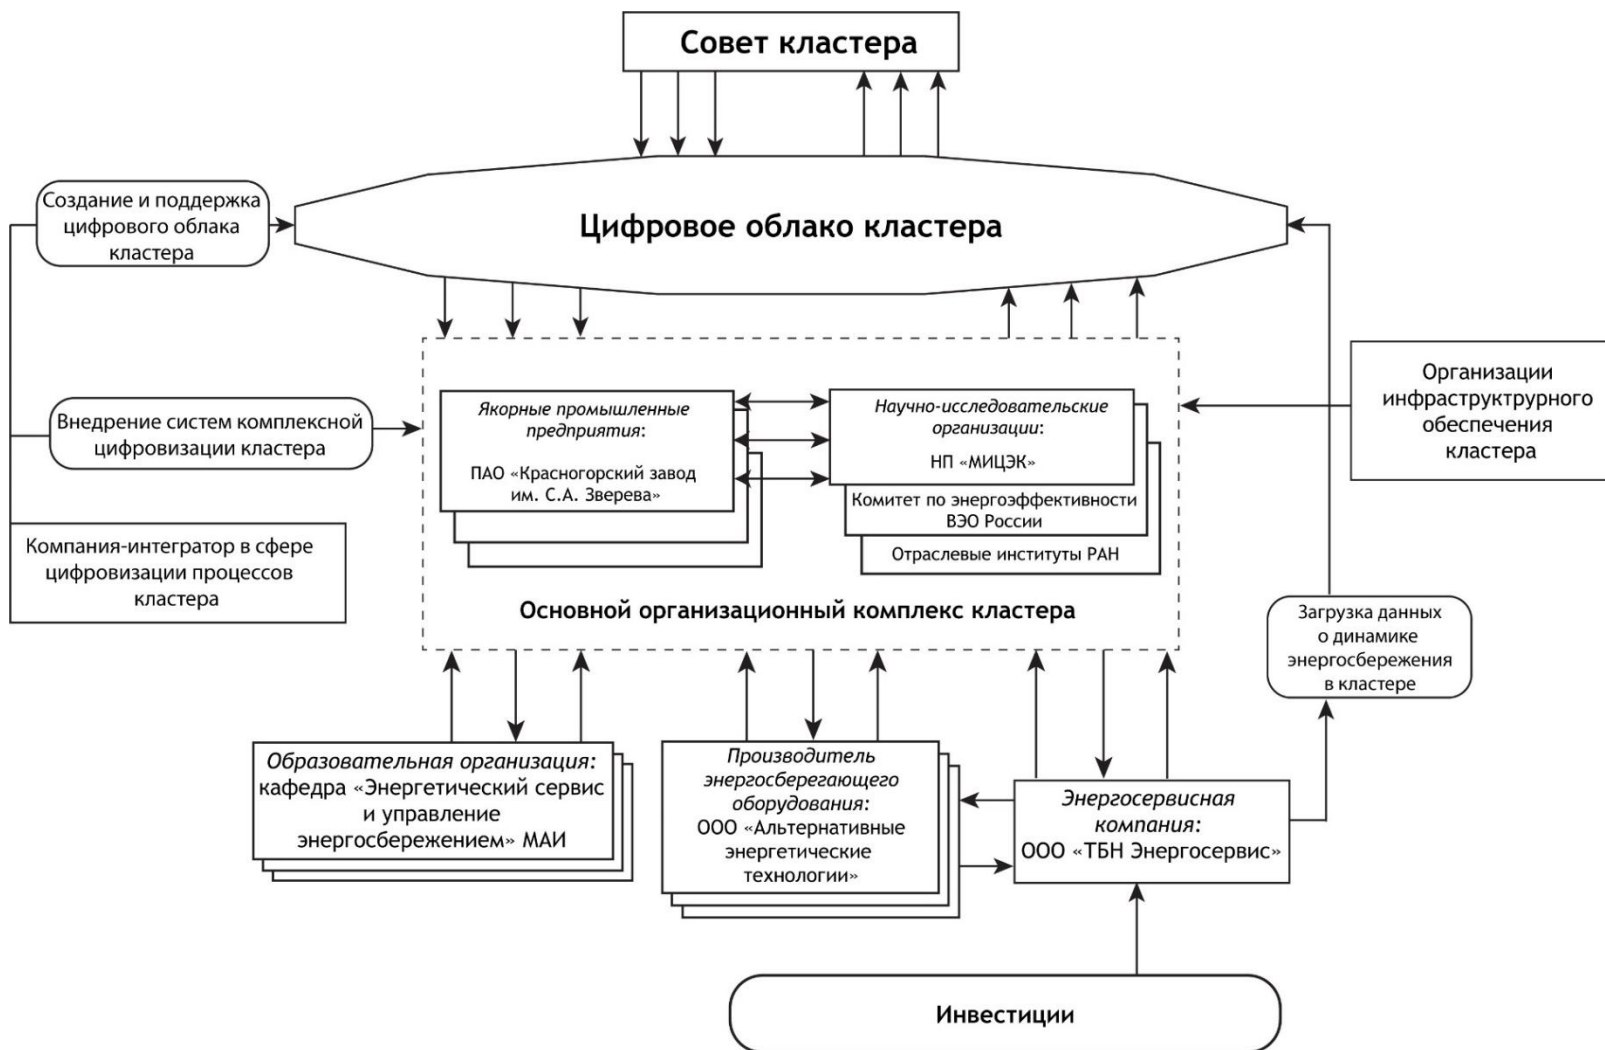 Совет кластера
Создание и поддержка
цифрового облака
кластера
Цифровое облако кластера
Внедрение систем комплексной
цифровизации кластера
Якорные промышленные
предприятия:
ПАО «Красногорский завод
им. С.А. Зверева»
Научно-исследовательские
организации:
НП «МИЦЭК»
Комитет по энергоэффективности
ВЭО России
Отраслевые институты РАН
Организации
инфраструктрурного
обеспечения
кластера
Компания-интегратор в сфере
цифровизации процессов
кластера
Основной организационный комплекс кластера
Загрузка данных
о динамике
энергосбережения
в кластере
Образовательная организация:
кафедра «Энергетический сервис
и управление
энергосбережением» МАИ
Производитель
энергосберегающего
оборудования:
ООО «Альтернативные
энергетические
технологии»
Энергосервисная
компания:
ООО «ТБН Энергосервис»
Инвестиции